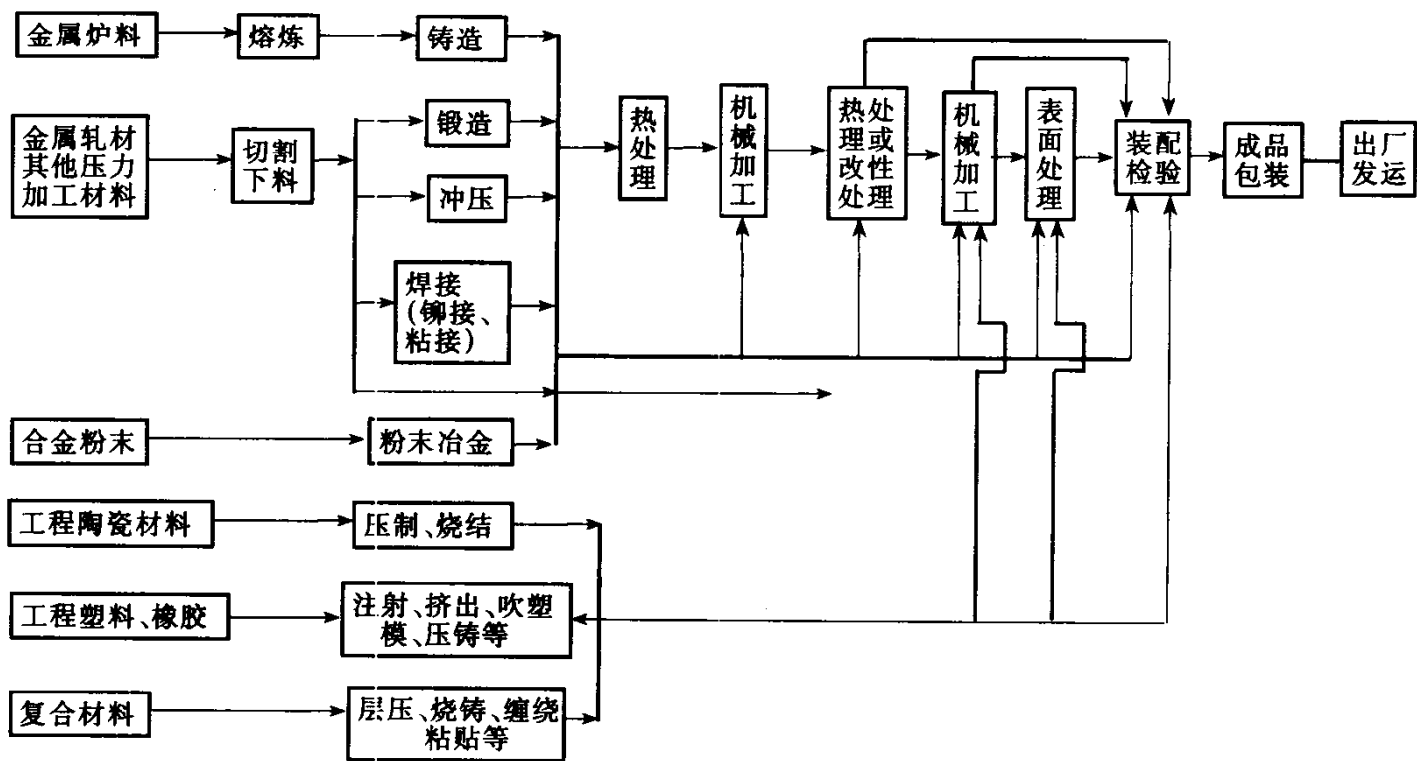 金属炉料
熔炼
铸造
金属轧材
其他压力
加工材料
切割
下料
锻造
冲压
焊接
(铆接、
粘接)
热处理
机械加工
热处
理或
改性
处理
机械加工
表面处理
装配
检验
成品
包装
出厂
发运
合金粉末
粉末冶金
工程陶瓷材料
压制、烧结
工程塑料、橡胶
注射、挤出、吹塑
模、压铸等
复合材料
层压、烧铸、缠绕
粘贴等